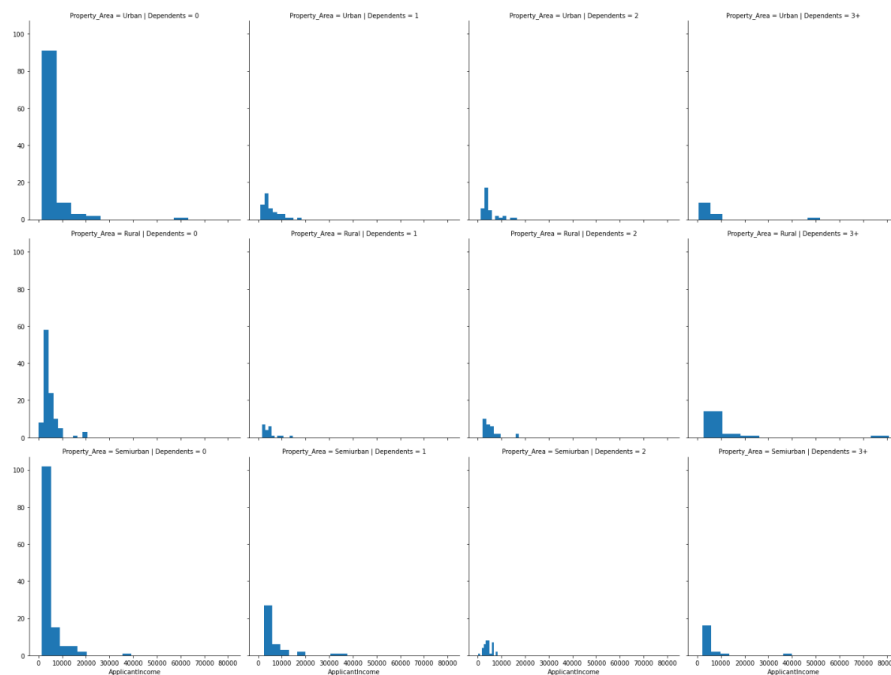 Property_Area = Urban | Dependents = 0
Property_Area = Urban | Dependents = 1
Property_Area = Urban | Dependents = 2
Property_Area = Urban | Dependents = 3+
100
80
60
40
20
0
Property_Area = Rural | Dependents = 0
Property_Area = Rural | Dependents = 1
Property_Area = Rural | Dependents = 2
Property_Area = Rural | Dependents = 3+
100
80
60
40
20
0
Property_Area = Semiurban | Dependents = 0
Property_Area = Semiurban | Dependents = 1
Property_Area = Semiurban | Dependents = 2
Property_Area = Semiurban | Dependents = 3+
100
80
60
40
20
0
0 10000 20000 30000 40000 50000 60000 70000 80000
ApplicantIncome
0 10000 20000 30000 40000 50000 60000 70000 80000
ApplicantIncome
0 10000 20000 30000 40000 50000 60000 70000 80000
ApplicantIncome
0 10000 20000 30000 40000 50000 60000 70000 80000
ApplicantIncome